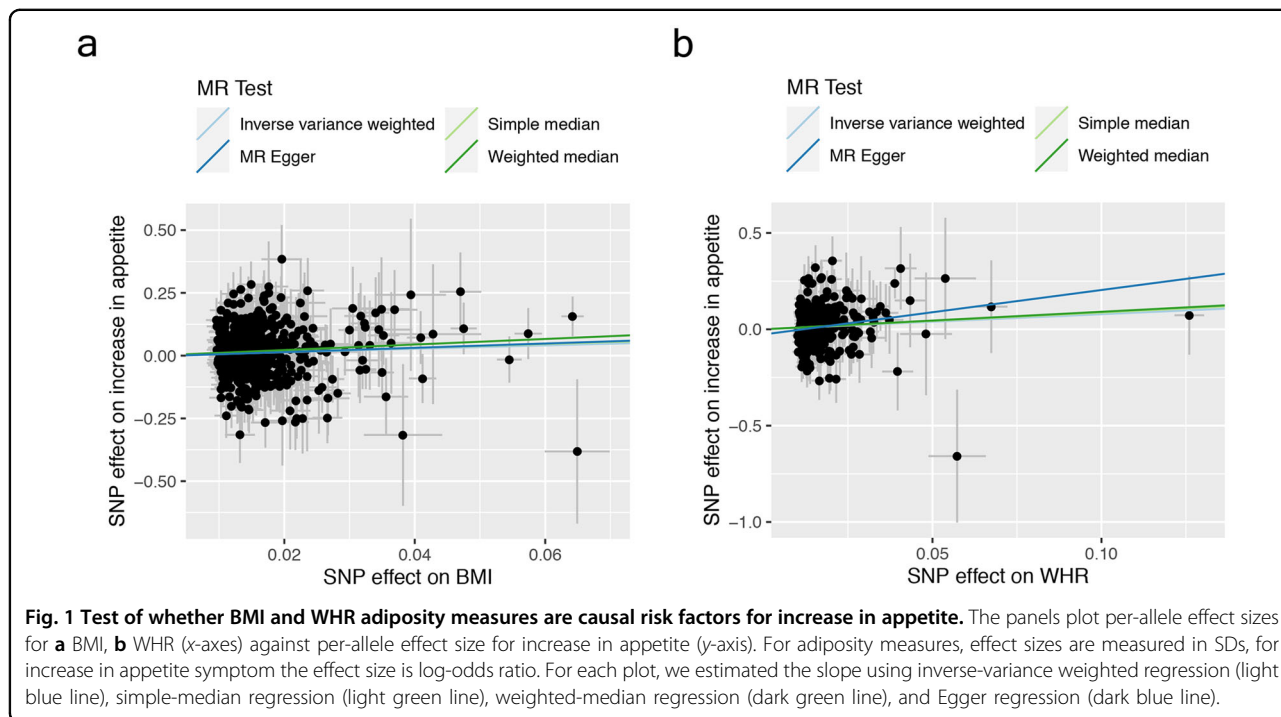 a
MR Test
Inverse variance weighted
Simple median
MR Egger
Weighted median
0.50
0.25
0.00
−0.25
−0.50
SNP effect on increase in appetite
0.02
0.04
0.06
SNP effect on BMI
b
MR Test
Inverse variance weighted
Simple median
MR Egger
Weighted median
0.5
0.0
−0.5
−1.0
SNP effect on increase in appetite
0.05
0.10
SNP effect on WHR
Fig. 1 Test of whether BMI and WHR adiposity measures are causal risk factors for increase in appetite. The panels plot per-allele effect sizes
for a BMI, b WHR (x-axes) against per-allele effect size for increase in appetite (y-axis). For adiposity measures, effect sizes are measured in SDs, for
increase in appetite symptom the effect size is log-odds ratio. For each plot, we estimated the slope using inverse-variance weighted regression (light
blue line), simple-median regression (light green line), weighted-median regression (dark green line), and Egger regression (dark blue line).